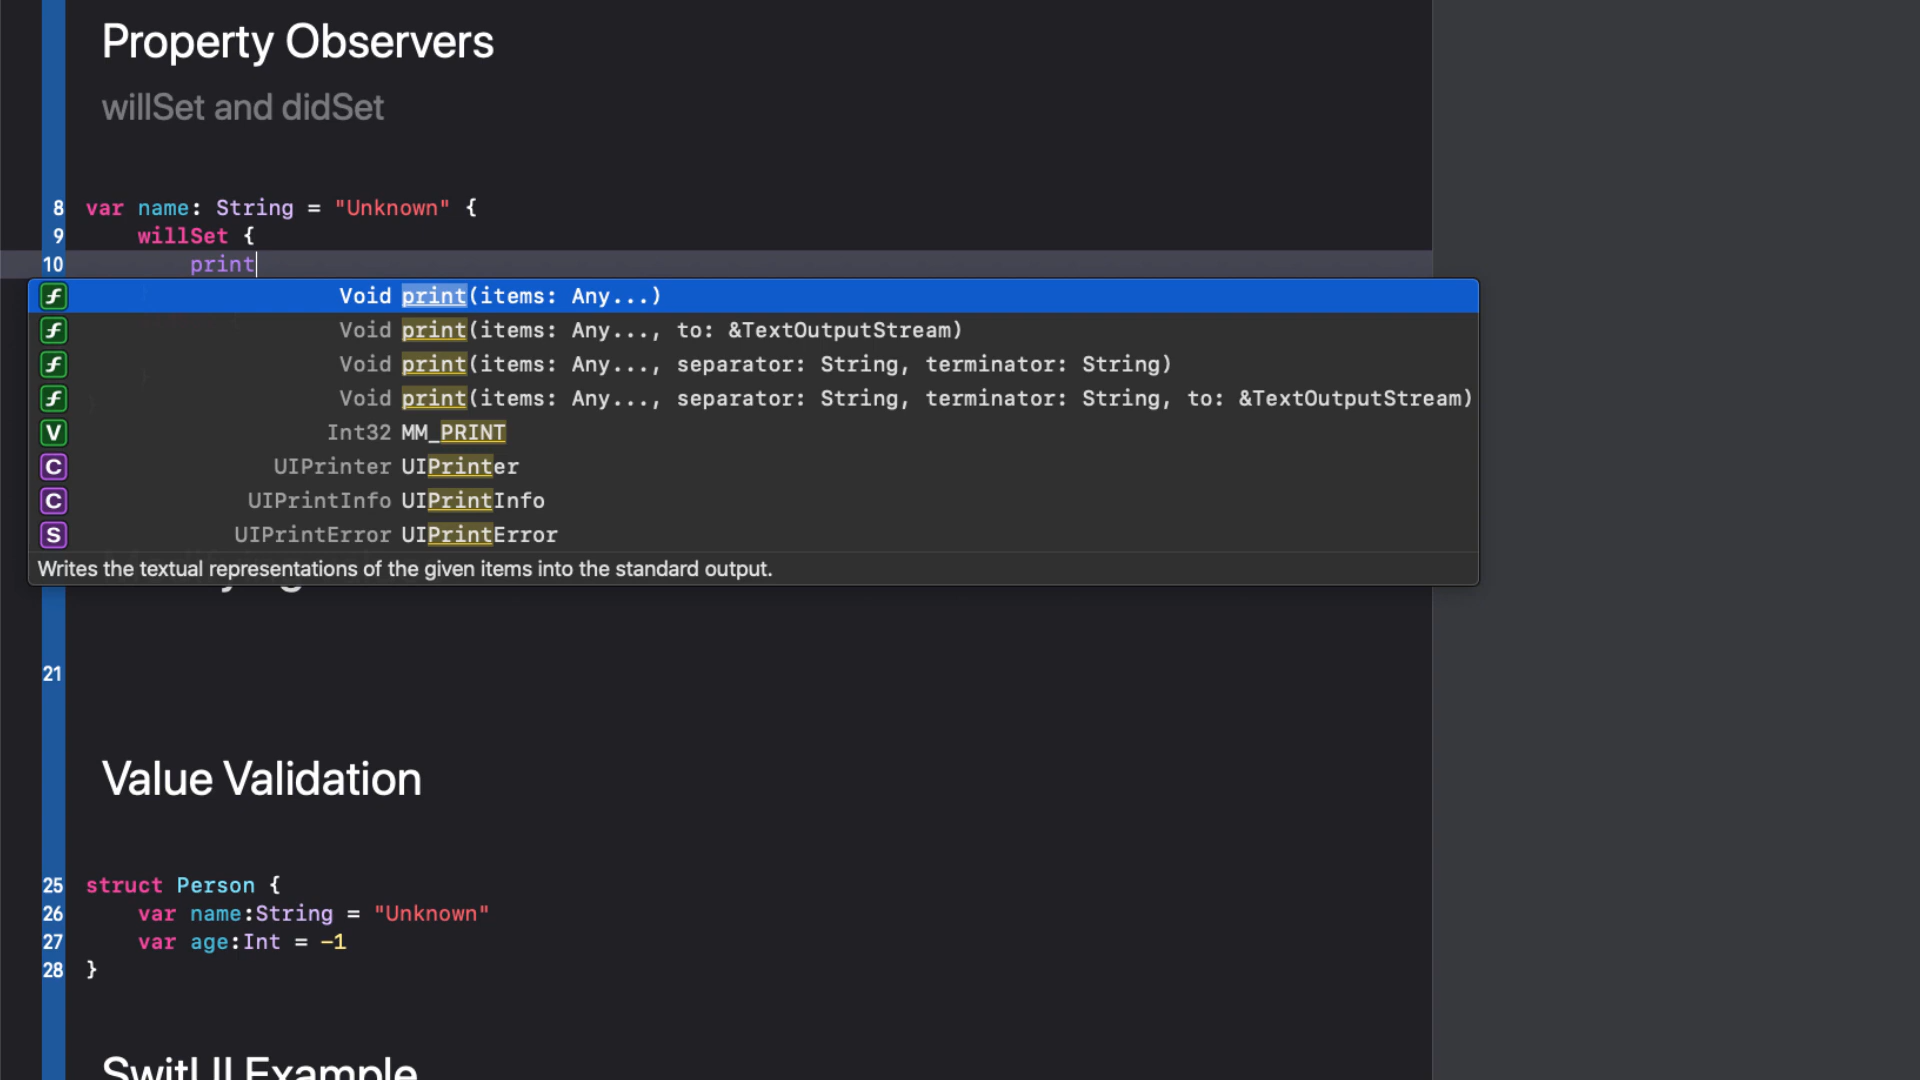 Property Observers
willSet and didSet
8 var name: String = "Unknown" {
9 willSet {
10 print
f Void print(items: Any...)
f Void print(items: Any..., to: &TextOutputStream)
f Void print(items: Any..., separator: String, terminator: String)
f Void print(items: Any..., separator: String, terminator: String, to: &TextOutputStream)
V Int32 MM_PRINT
C UIPrinter UIPrinter
C UIPrintInfo UIPrintInfo
S UIPrintError UIPrintError
Writes the textual representations of the given items into the standard output.
21
Value Validation
25 struct Person {
26 var name:String = "Unknown"
27 var age:Int = -1
28 }
SwitUI Example